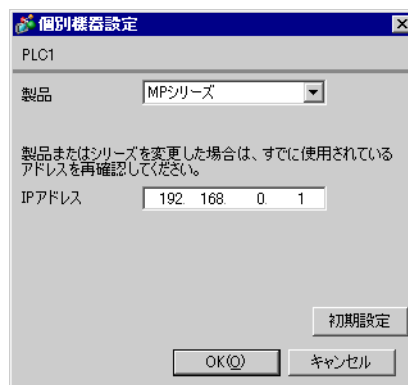 個別機器設定
PLC1
製品 MPシリーズ
製品またはシリーズを変更した場合は、すでに使用されている
アドレスを再確認してください。
IPアドレス 192. 168. 0. 1
初期設定
OK(O) キャンセル